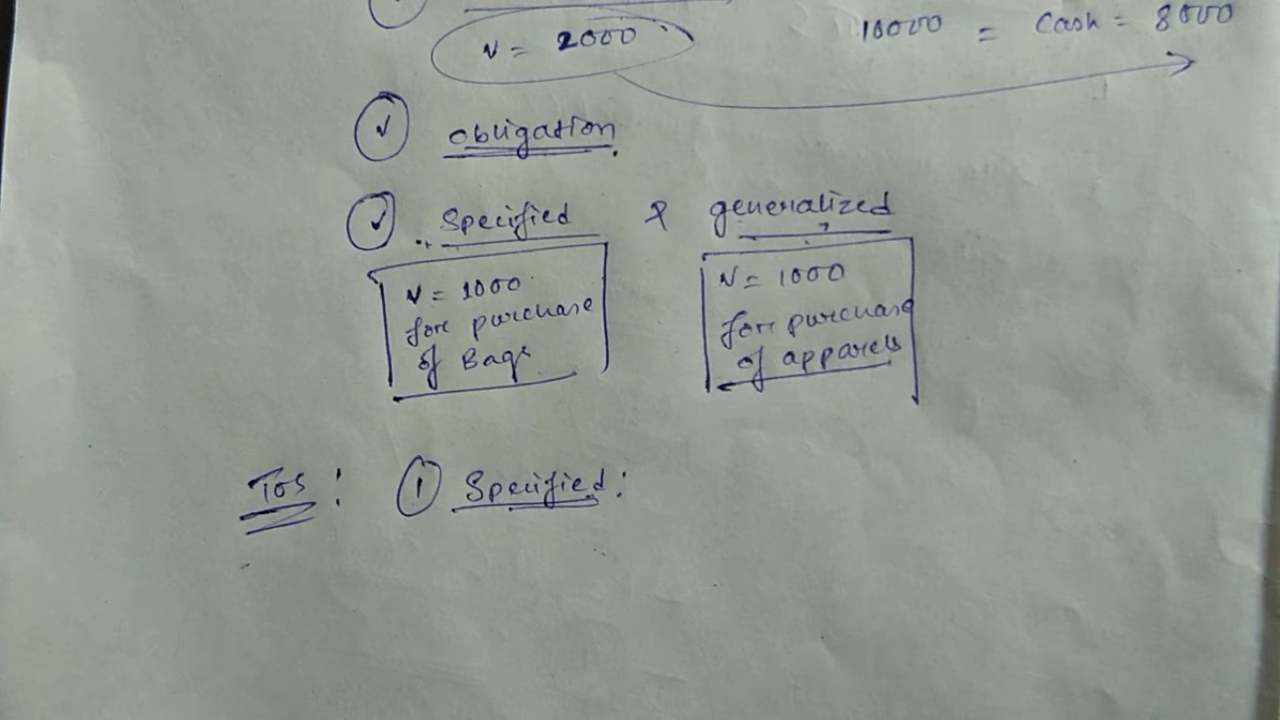 N = 2000
10000 = Cash = 8000
obligation.
Specified & generalized
N = 1000
for purchase
of Bags
N = 1000
for purchase
of apparels
TOS : 1 Specified :